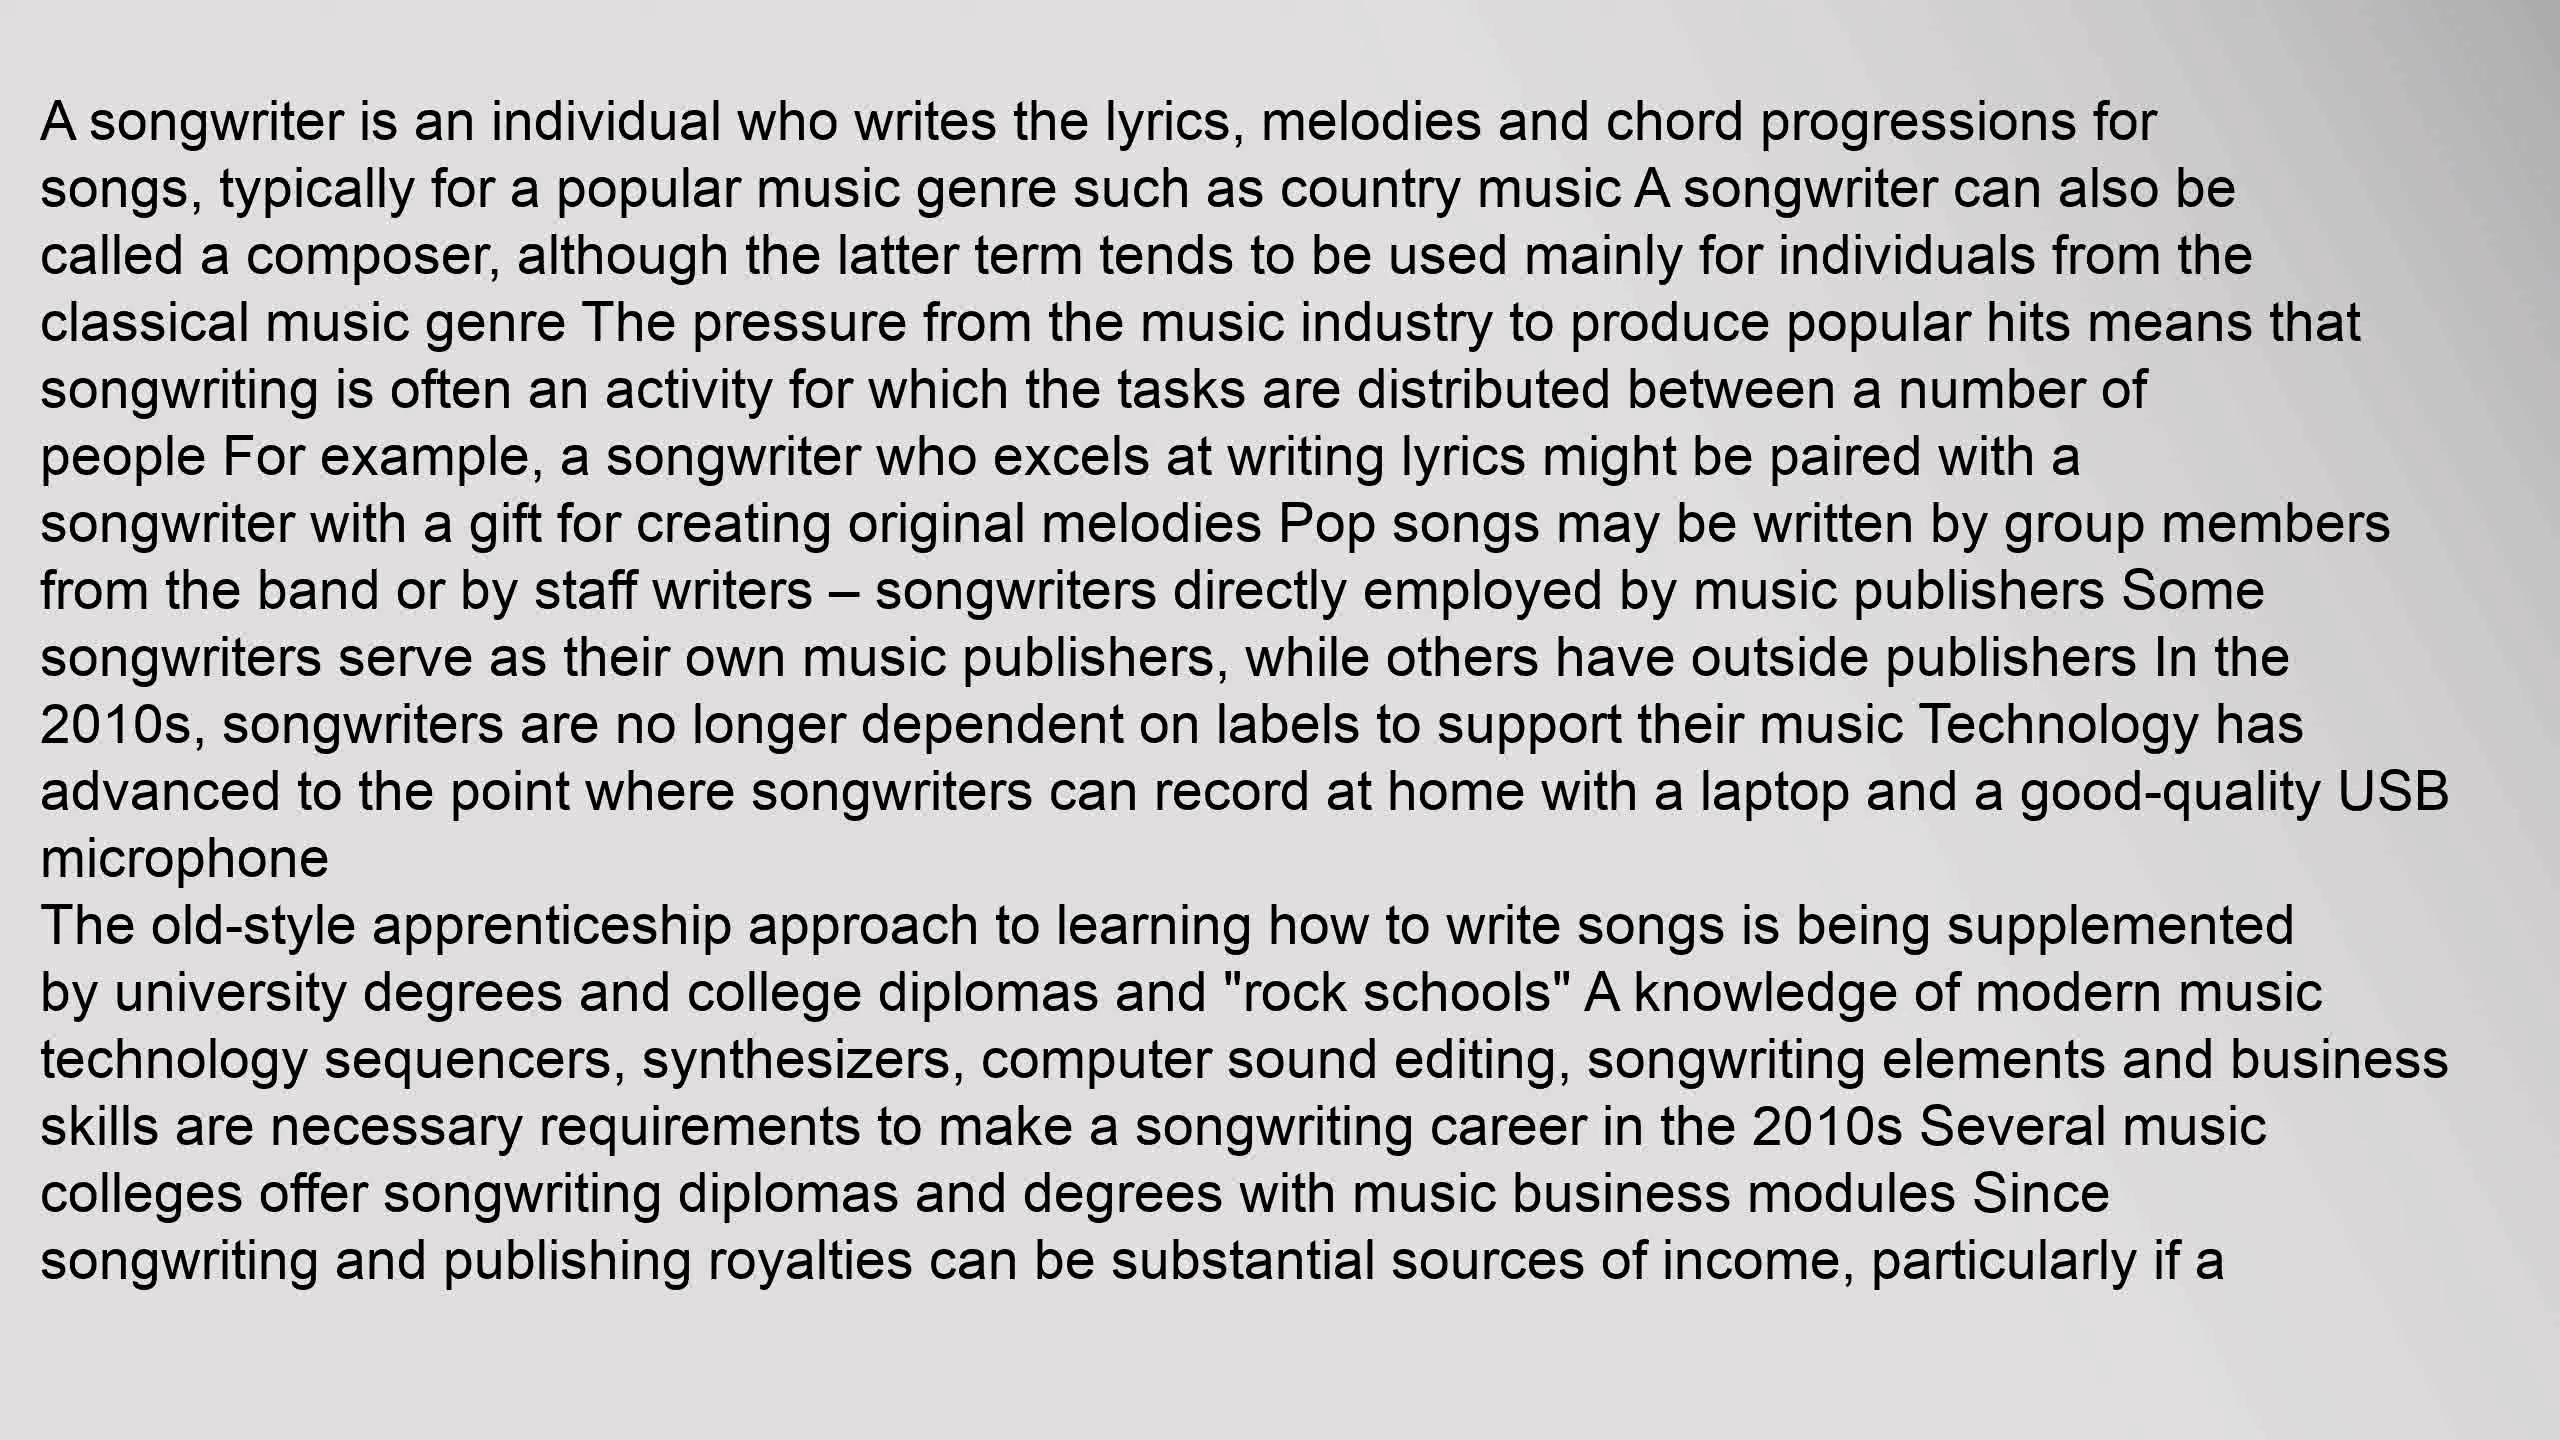 A songwriter is an individual who writes the lyrics, melodies and chord progressions for
songs, typically for a popular music genre such as country music A songwriter can also be
called a composer, although the latter term tends to be used mainly for individuals from the
classical music genre The pressure from the music industry to produce popular hits means that
songwriting is often an activity for which the tasks are distributed between a number of
people For example, a songwriter who excels at writing lyrics might be paired with a
songwriter with a gift for creating original melodies Pop songs may be written by group members
from the band or by staff writers – songwriters directly employed by music publishers Some
songwriters serve as their own music publishers, while others have outside publishers In the
2010s, songwriters are no longer dependent on labels to support their music Technology has
advanced to the point where songwriters can record at home with a laptop and a good-quality USB
microphone
The old-style apprenticeship approach to learning how to write songs is being supplemented
by university degrees and college diplomas and "rock schools" A knowledge of modern music
technology sequencers, synthesizers, computer sound editing, songwriting elements and business
skills are necessary requirements to make a songwriting career in the 2010s Several music
colleges offer songwriting diplomas and degrees with music business modules Since
songwriting and publishing royalties can be substantial sources of income, particularly if a